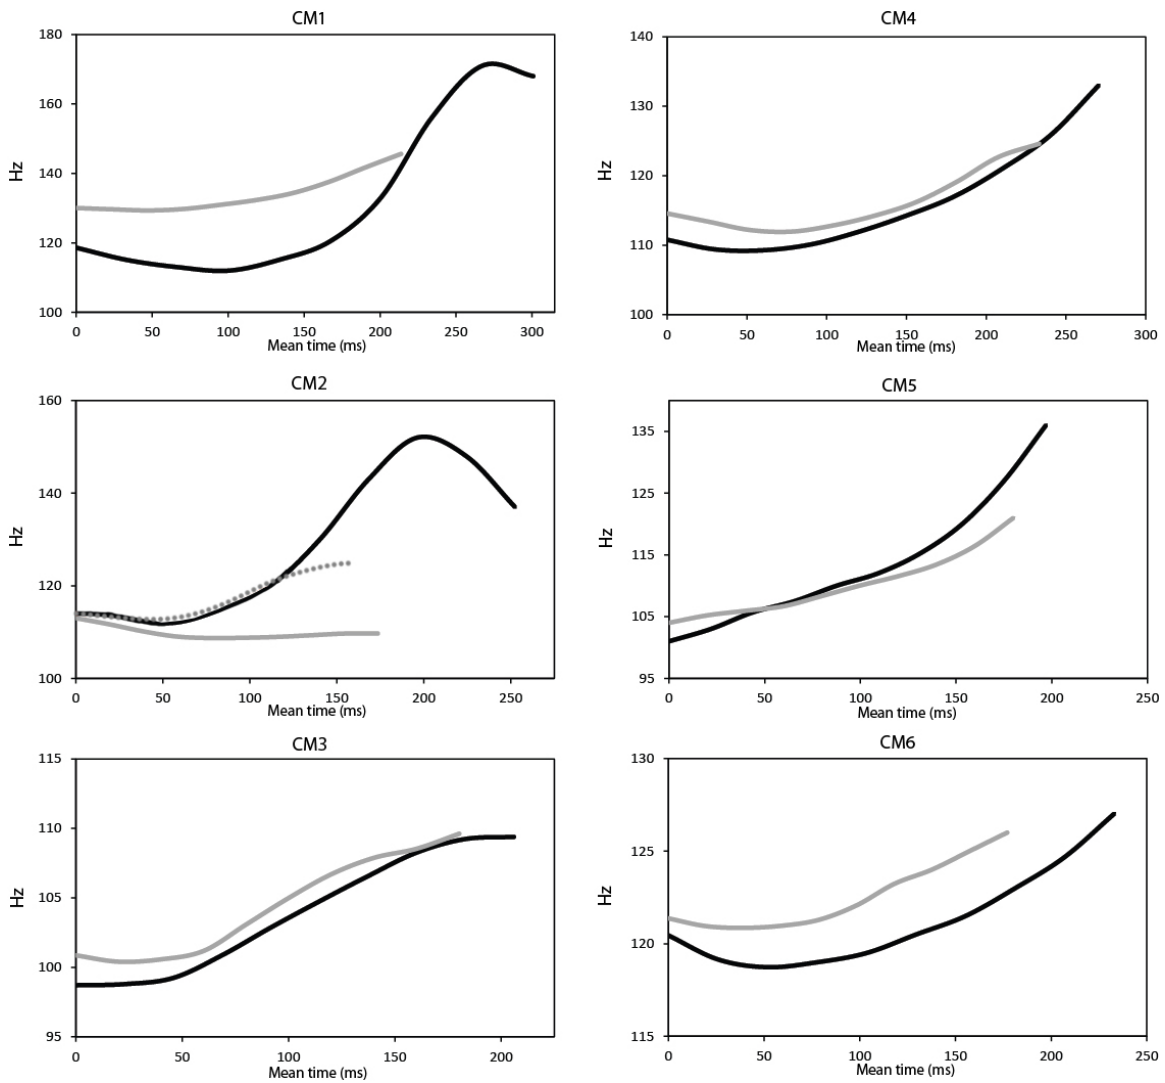 CM1
180
160
140
120
100
Hz
0 50 100 150 200 250 300
Mean time (ms)
CM4
140
130
120
110
100
Hz
0 50 100 150 200 250 300
Mean time (ms)
CM2
160
140
120
100
Hz
0 50 100 150 200 250
Mean time (ms)
CM5
135
125
115
105
95
Hz
0 50 100 150 200 250
Mean time (ms)
CM3
115
110
105
100
95
Hz
0 50 100 150 200
Mean time (ms)
CM6
130
125
120
115
Hz
0 50 100 150 200 250
Mean time (ms)